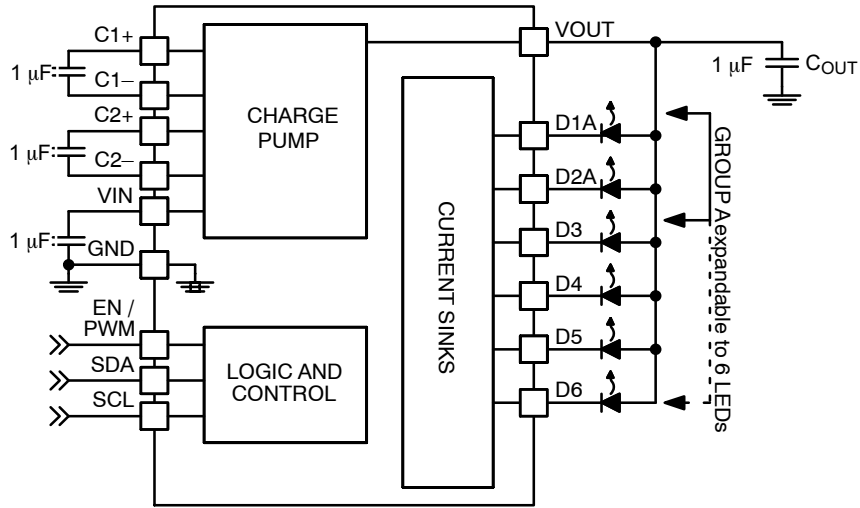 C1+
VOUT
1 μF
C1−
1 μF
COUT
CHARGE
PUMP
C2+
1 μF
C2−
VIN
1 μF
GND
D1A
D2A
D3
D4
D5
D6
CURRENT SINKS
GROUP A expandable to 6 LEDs
EN /
PWM
SDA
SCL
LOGIC AND
CONTROL